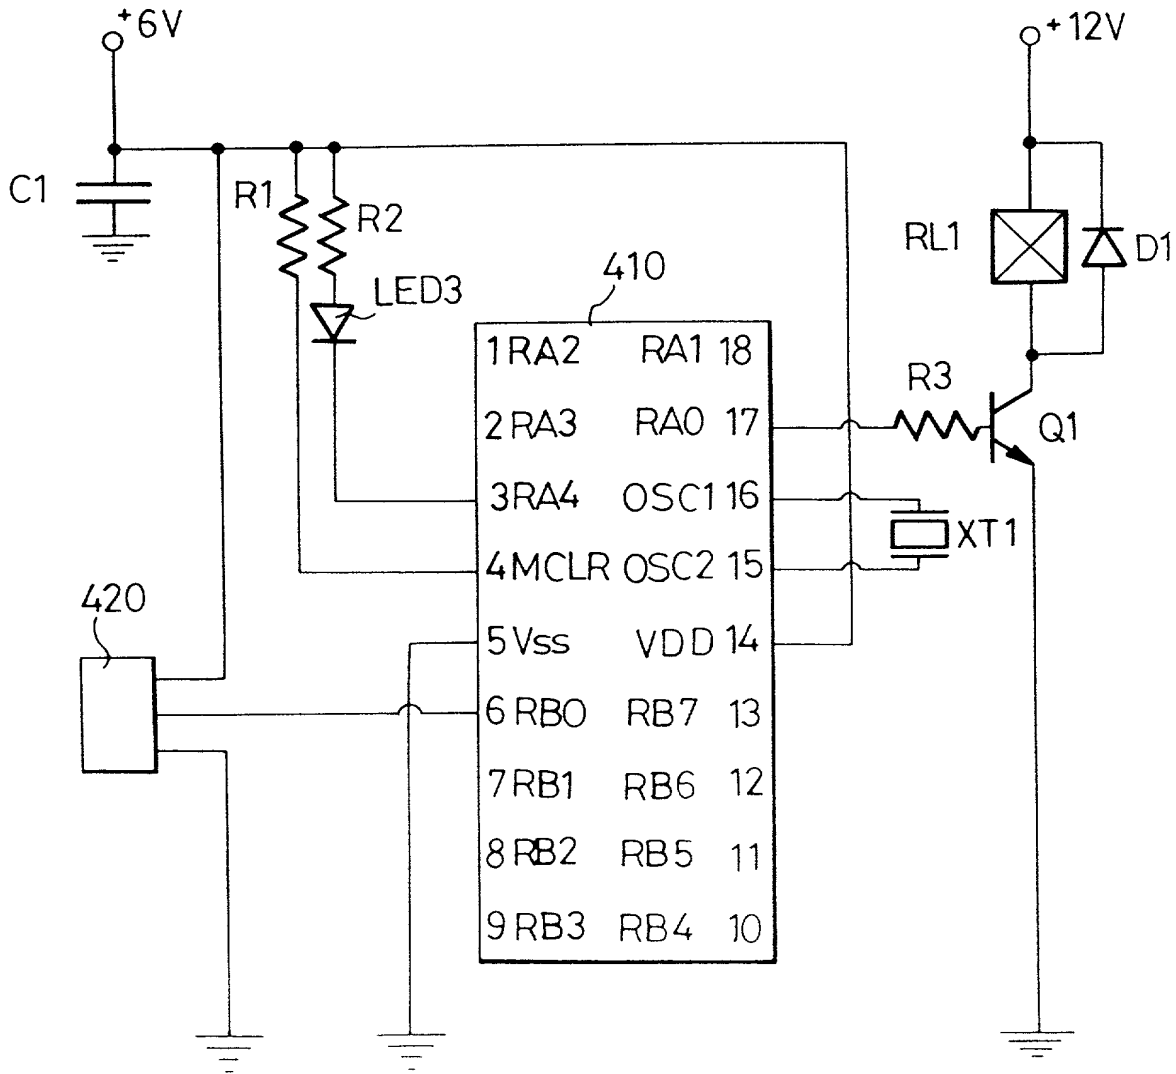 +6V
+12V
C1
R1
R2
RL1
D1
LED3
410
1 RA2 RA1 18
R3
2 RA3 RA0 17
Q1
3 RA4 OSC1 16
XT1
4 MCLR OSC2 15
420
5 Vss VDD 14
6 RB0 RB7 13
7 RB1 RB6 12
8 RB2 RB5 11
9 RB3 RB4 10